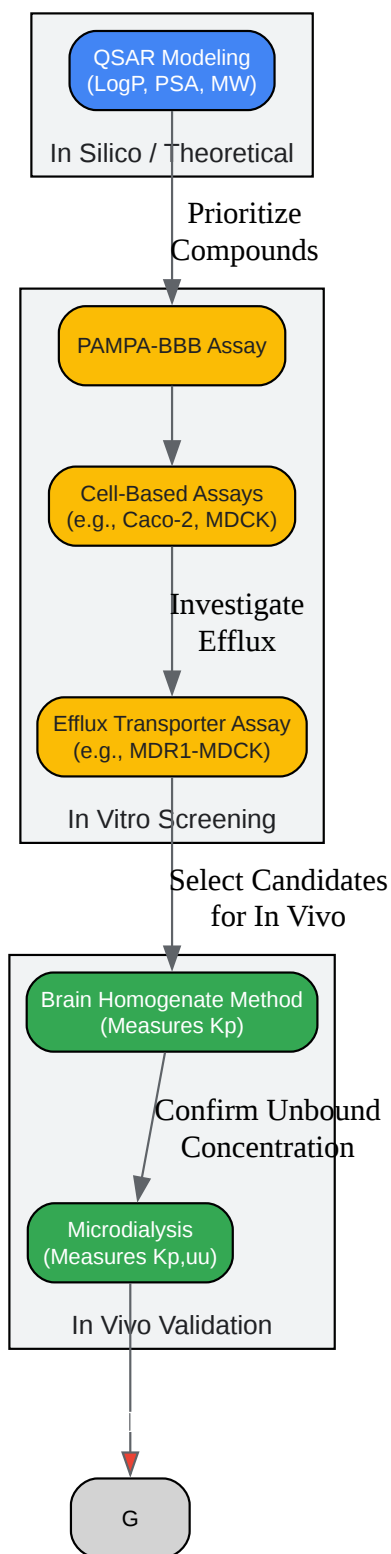 QSAR Modeling
(LogP, PSA, MW)
In Silico / Theoretical
Prioritize
Compounds
PAMPA-BBB Assay
Cell-Based Assays
(e.g., Caco-2, MDCK)
Investigate
Efflux
Efflux Transporter Assay
(e.g., MDR1-MDCK)
In Vitro Screening
Select Candidates
for In Vivo
Brain Homogenate Method
(Measures Kp)
Confirm Unbound
Concentration
Microdialysis
(Measures Kp,uu)
In Vivo Validation
G